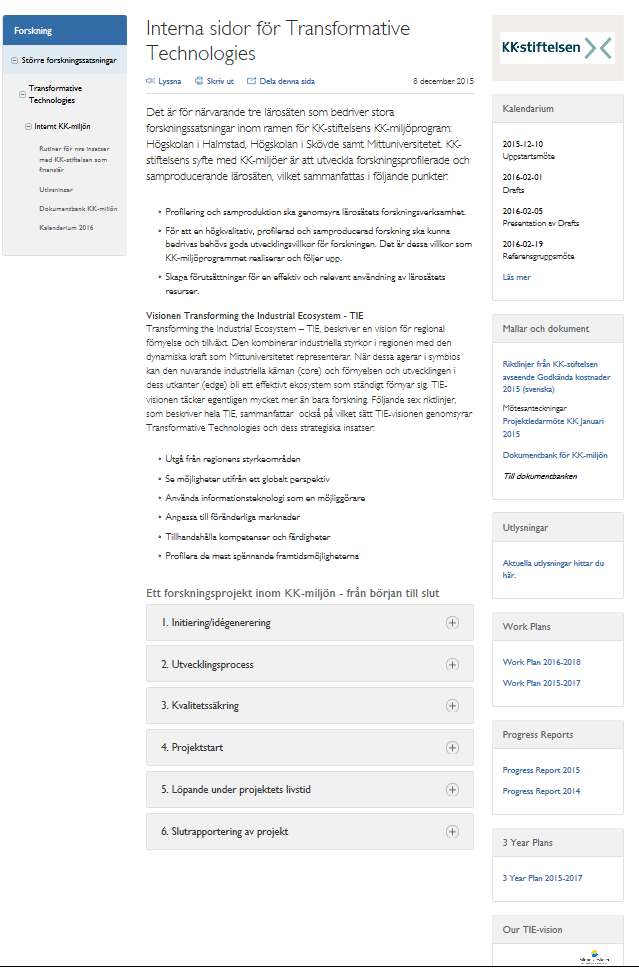 Forskning
Större forskningssatsningar
Transformative
Technologies
Internt KK-miljön
Rutiner för nya insatser
med KK-stiftelsen som
finansiär
Utlysningar
Dokumentbank KK-miljön
Kalendarium 2016
Interna sidor för Transformative
Technologies
Lyssna Skriv ut Dela denna sida 8 december 2015
Det är för närvarande tre lärosäten som bedriver stora
forskningssatsningar inom ramen för KK-stiftelsens KK-miljöprogram:
Högskolan i Halmstad, Högskolan i Skövde samt Mittuniversitetet. KK-
stiftelsens syfte med KK-miljöer är att utveckla forskningsprofilerade och
samproducerande lärosäten, vilket sammanfattas i följande punkter:
• Profilering och samproduktion ska genomsyra lärosätets forskningsverksamhet.
• För att en högkvalitativ, profilerad och samproducerad forskning ska kunna
bedrivas behövs goda utvecklingsvillkor för forskningen. Det är dessa villkor som
KK-miljöprogrammet realiserar och följer upp.
• Skapa förutsättningar för en effektiv och relevant användning av lärosätets
resurser.
Visionen Transforming the Industrial Ecosystem - TIE
Transforming the Industrial Ecosystem – TIE, beskriver en vision för regional
förnyelse och tillväxt. Den kombinerar industriella styrkor i regionen med den
dynamiska kraft som Mittuniversitetet representerar. När dessa agerar i symbios
kan den nuvarande industriella kärnan (core) och förnyelsen och utvecklingen i
dess utkanter (edge) bli ett effektivt ekosystem som ständigt förnyar sig. TIE-
visionen täcker egentligen mycket mer än bara forskning. Följande sex riktlinjer,
som beskriver hela TIE, sammanfattar också på vilket sätt TIE-visionen genomsyrar
Transformative Technologies och dess strategiska insatser:
• Utgå från regionens styrkeområden
• Se möjligheter utifrån ett globalt perspektiv
• Använda informationsteknologi som en möjliggörare
• Anpassa till föränderliga marknader
• Tillhandahålla kompetenser och färdigheter
• Profilera de mest spännande framtidsmöjligheterna
Ett forskningsprojekt inom KK-miljön - från början till slut
1. Initiering/idégenerering
2. Utvecklingsprocess
3. Kvalitetssäkring
4. Projektstart
5. Löpande under projektets livstid
6. Slutrapportering av projekt
KK-stiftelsen
Kalendarium
2015-12-10
Uppstartsmöte
2016-02-01
Drafts
2016-02-05
Presentation av Drafts
2016-02-19
Referensgruppsmöte
Läs mer
Mallar och dokument
Riktlinjer från KK-stiftelsen
avseende Godkända kostnader
2015 (svenska)
Mötesanteckningar
Projektledarmöte KK Januari
2015
Dokumentbank för KK-miljön
Till dokumentbanken
Utlysningar
Aktuella utlysningar hittar du
här.
Work Plans
Work Plan 2016-2018
Work Plan 2015-2017
Progress Reports
Progress Report 2015
Progress Report 2014
3 Year Plans
3 Year Plan 2015-2017
Our TIE-vision